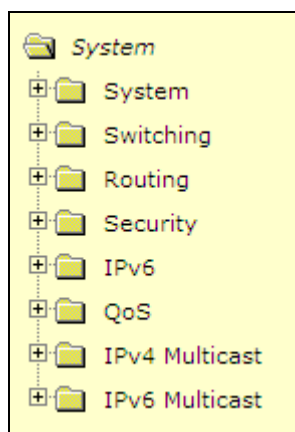 System
System
Switching
Routing
Security
IPv6
QoS
IPv4 Multicast
IPv6 Multicast